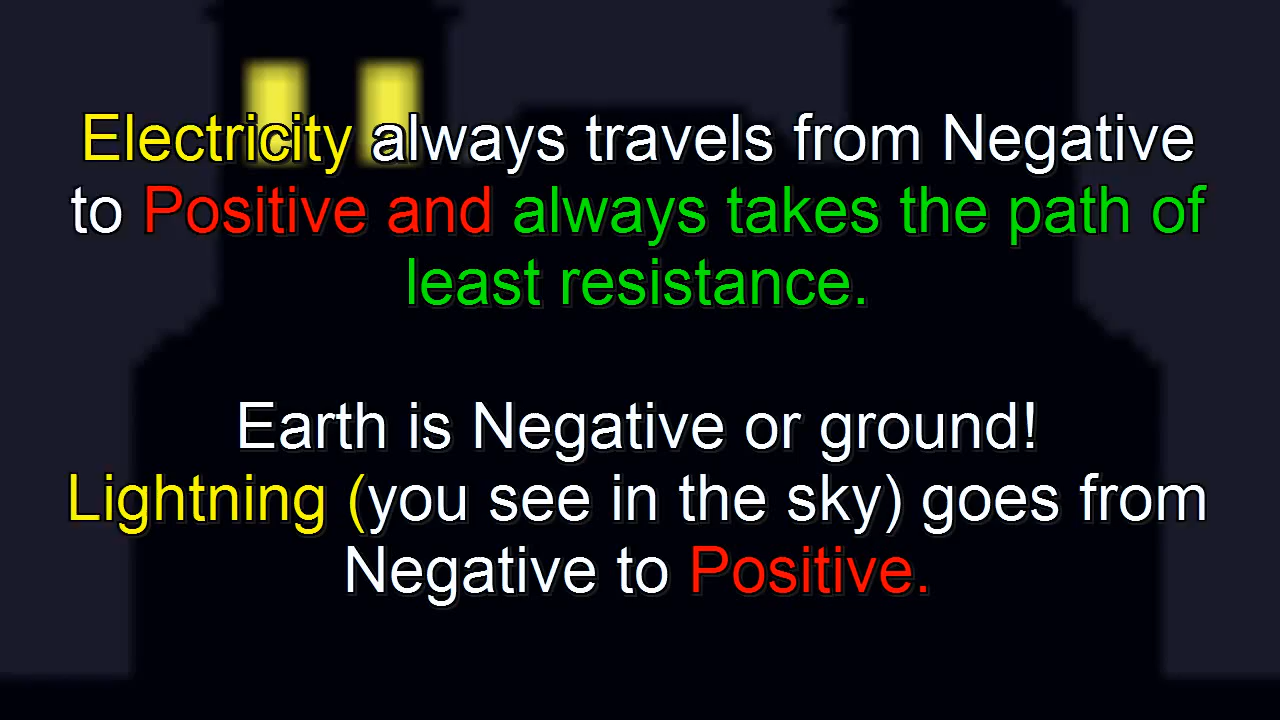 Electricity always travels from Negative
to Positive and always takes the path of
least resistance.
Earth is Negative or ground!
Lightning (you see in the sky) goes from
Negative to Positive.